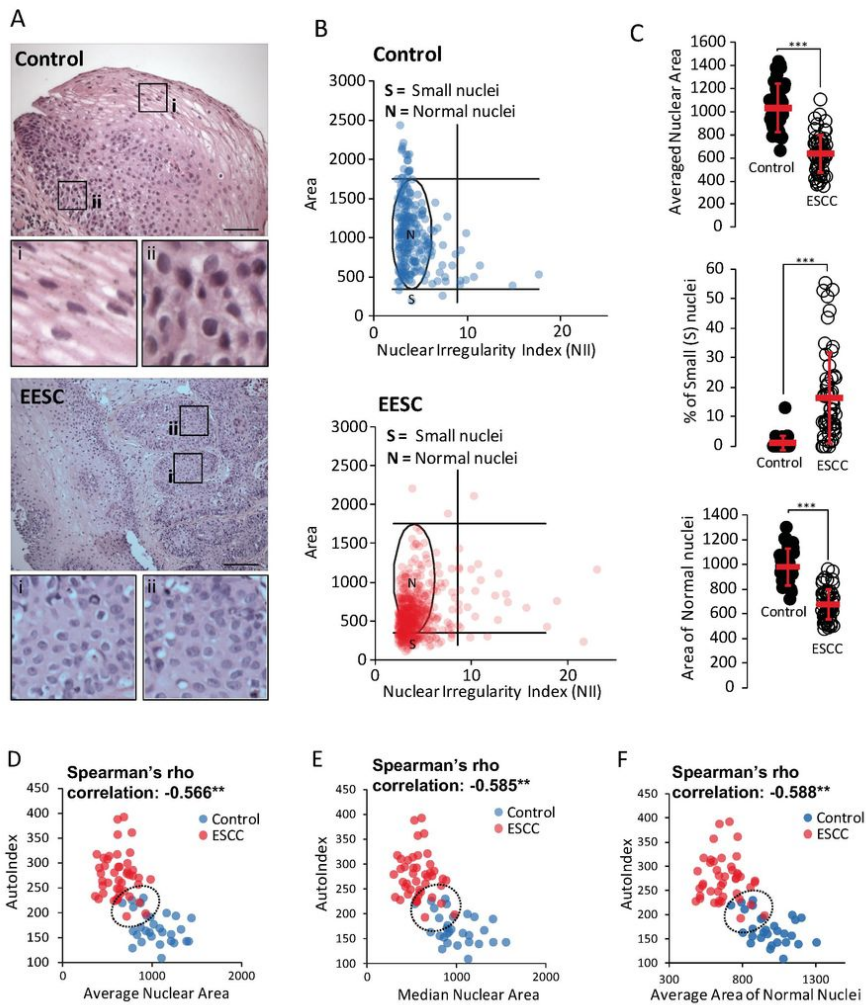 A
Control
i
ii
i
ii
EESC
ii
i
i
ii
B
Control
3000
2500
2000
1500
1000
500
0
Area
S = Small nuclei
N = Normal nuclei
N
S
0
10
20
Nuclear Irregularity Index (NII)
EESC
3000
2500
2000
1500
1000
500
0
Area
S = Small nuclei
N = Normal nuclei
N
S
0
10
20
Nuclear Irregularity Index (NII)
C
1600
1400
1200
1000
800
600
400
200
0
Averaged Nuclear Area
***
Control
ESCC
60
50
40
30
20
10
0
% of Small (S) nuclei
***
Control
ESCC
1400
1200
1000
800
600
400
200
0
Area of Normal nuclei
***
Control
ESCC
D
Spearman's rho
correlation: -0.566**
450
400
350
300
250
200
150
100
AutoIndex
Control
ESCC
0
1000
2000
Average Nuclear Area
E
Spearman's rho
correlation: -0.585**
450
400
350
300
250
200
150
100
AutoIndex
Control
ESCC
0
1000
2000
Median Nuclear Area
F
Spearman's rho
correlation: -0.588**
450
400
350
300
250
200
150
100
AutoIndex
Control
ESCC
300
800
1300
Average Area of Normal Nuclei